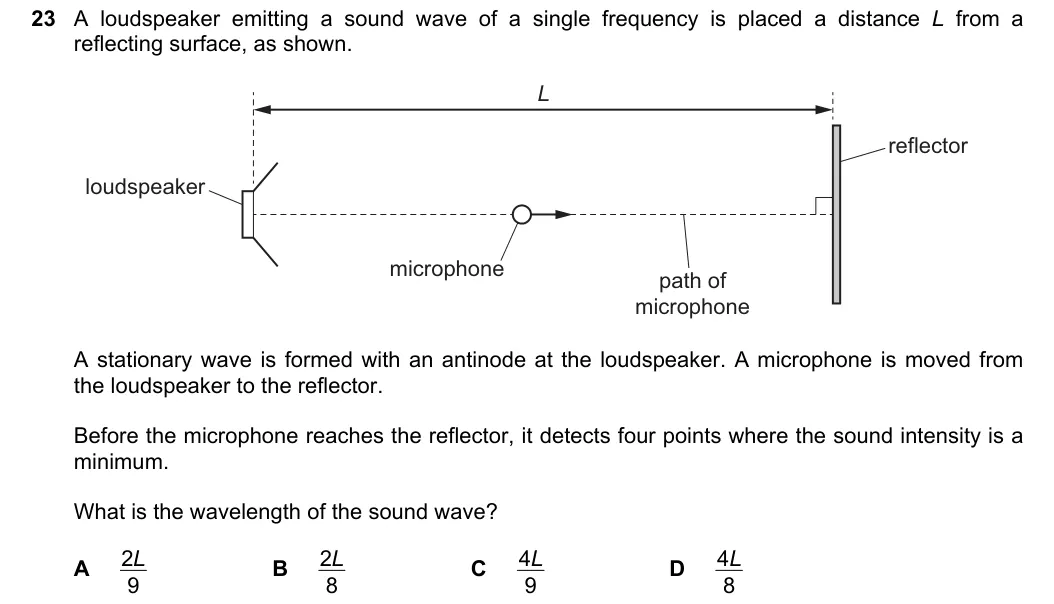 23 A loudspeaker emitting a sound wave of a single frequency is placed a distance L from a
reflecting surface, as shown.
L
reflector
loudspeaker
microphone
path of
microphone
A stationary wave is formed with an antinode at the loudspeaker. A microphone is moved from
the loudspeaker to the reflector.
Before the microphone reaches the reflector, it detects four points where the sound intensity is a
minimum.
What is the wavelength of the sound wave?
A 2L/9 B 2L/8 C 4L/9 D 4L/8